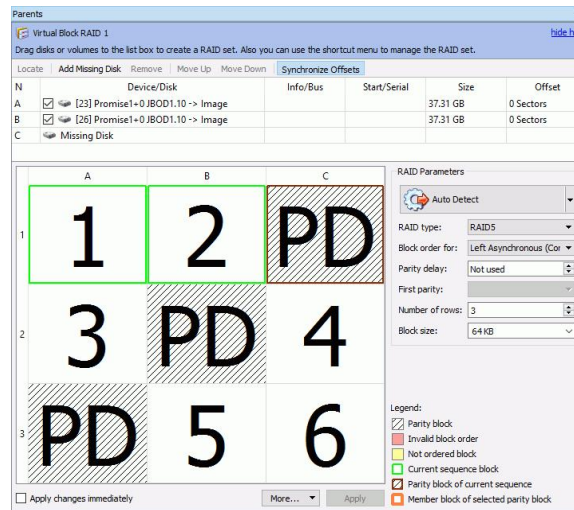 Parents
Virtual Block RAID 1 hide h
Drag disks or volumes to the list box to create a RAID set. Also you can use the shortcut menu to manage the RAID set.
Locate Add Missing Disk Remove Move Up Move Down Synchronize Offsets
N Device/Disk Info/Bus Start/Serial Size Offset
A [23] Promise1+0 JBOD1.10 -> Image 37.31 GB 0 Sectors
B [26] Promise1+0 JBOD1.10 -> Image 37.31 GB 0 Sectors
C Missing Disk
A B C
1 1 2 PD
2 3 PD 4
3 PD 5 6
Apply changes immediately More... Apply
RAID Parameters
Auto Detect
RAID type: RAID5
Block order for: Left Asynchronous (Cor
Parity delay: Not used
First parity:
Number of rows: 3
Block size: 64 KB
Legend:
Parity block
Invalid block order
Not ordered block
Current sequence block
Parity block of current sequence
Member block of selected parity block